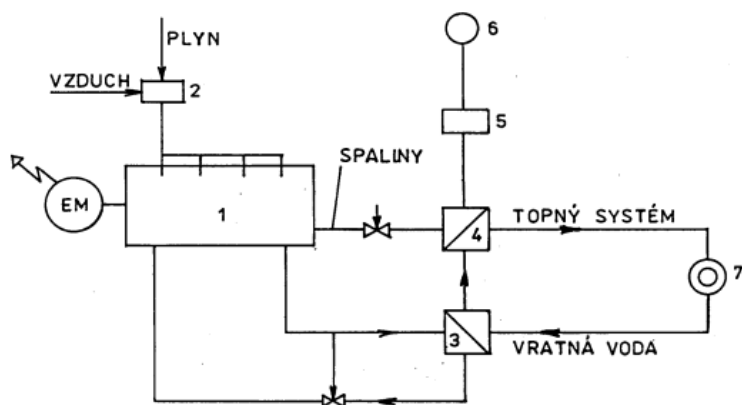 PLYN
6
VZDUCH
2
5
SPALINY
EM
1
4
TOPNÝ SYSTÉM
7
3
VRATNÁ VODA